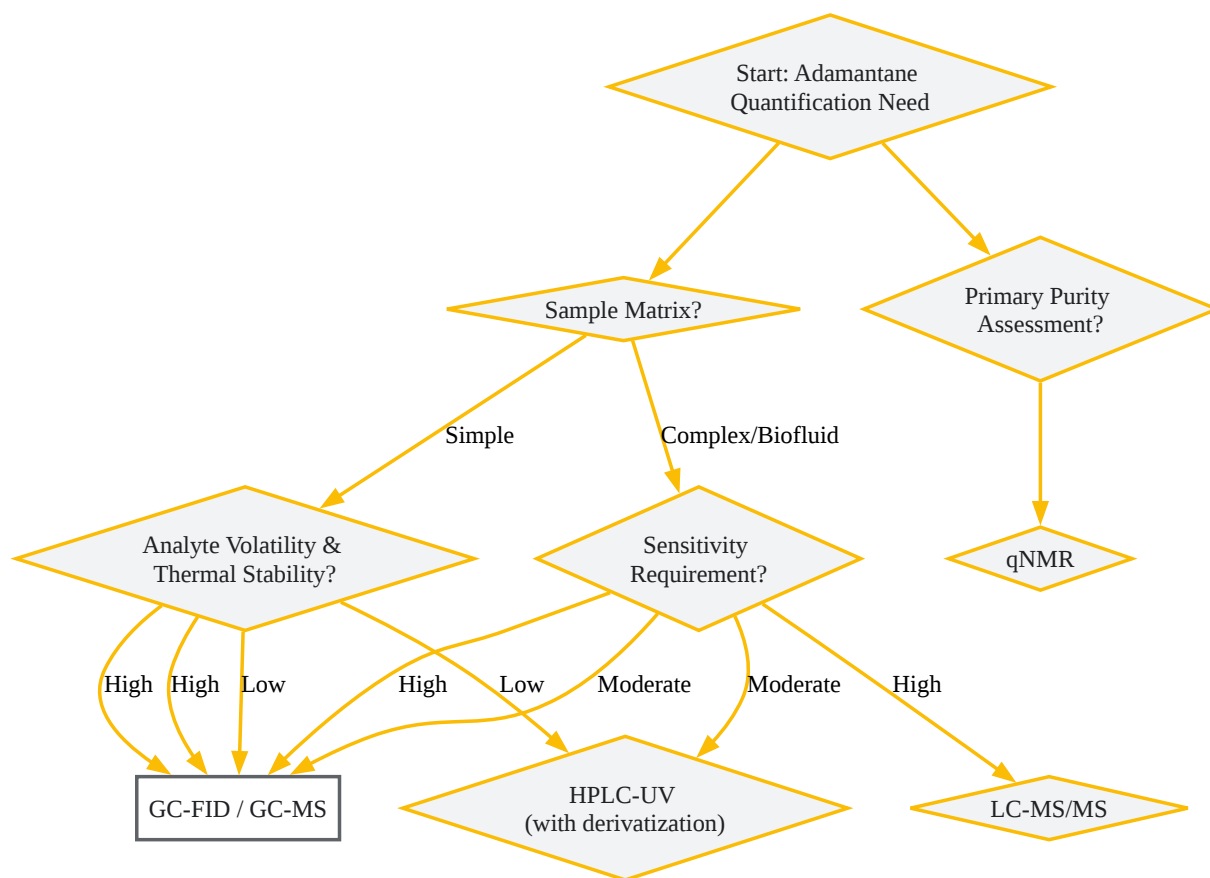 Start: Adamantane
Quantification Need
Sample Matrix?
Primary Purity
Assessment?
Simple
Complex/Biofluid
Analyte Volatility &
Thermal Stability?
Sensitivity
Requirement?
qNMR
High
High
Low
High
Low
Moderate
Moderate
High
GC-FID / GC-MS
HPLC-UV
(with derivatization)
LC-MS/MS